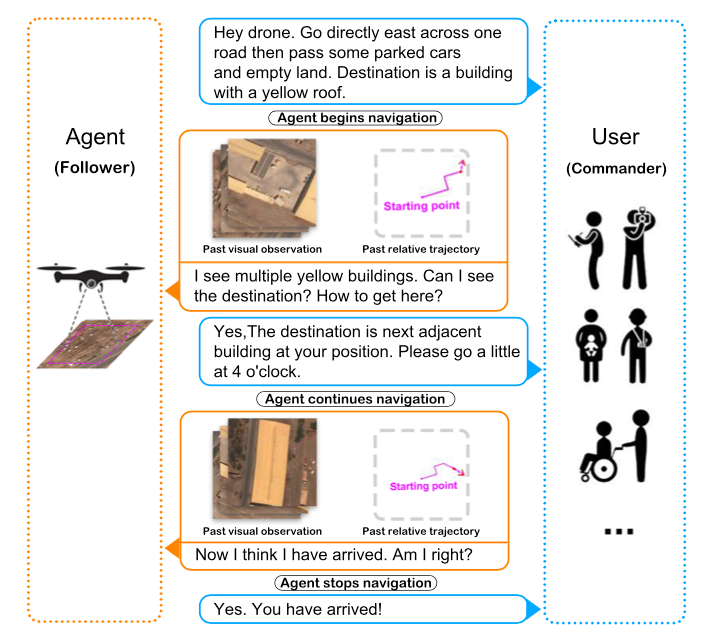 Hey drone. Go directly east across one
road then pass some parked cars
and empty land. Destination is a building
with a yellow roof.
Agent begins navigation
Agent
(Follower)
User
(Commander)
Starting point
Past visual observation
Past relative trajectory
I see multiple yellow buildings. Can I see
the destination? How to get here?
Yes,The destination is next adjacent
building at your position. Please go a little
at 4 o'clock.
Agent continues navigation
Starting point
Past visual observation
Past relative trajectory
Now I think I have arrived. Am I right?
Agent stops navigation
Yes. You have arrived!
...